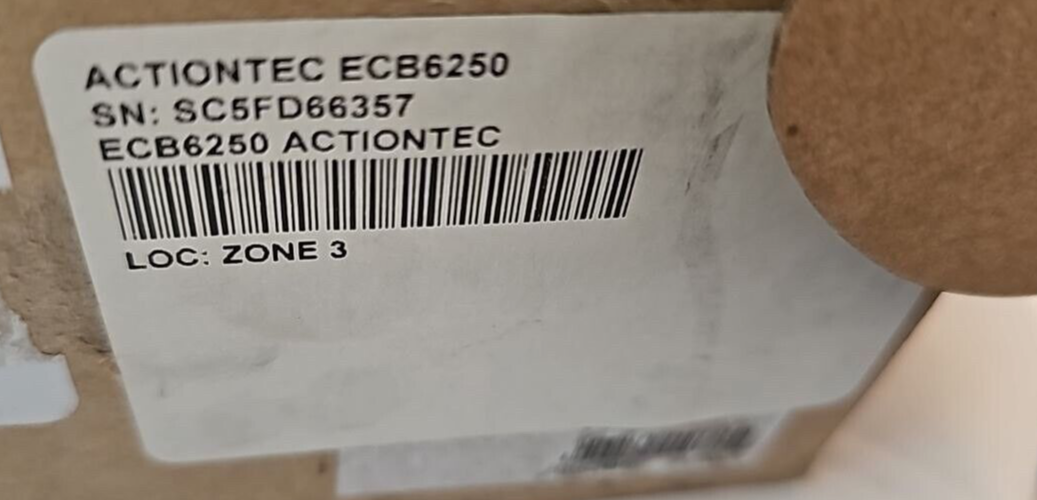 ACTIONTEC ECB6250
SN: SC5FD66357
ECB6250 ACTIONTEC
LOC: ZONE 3